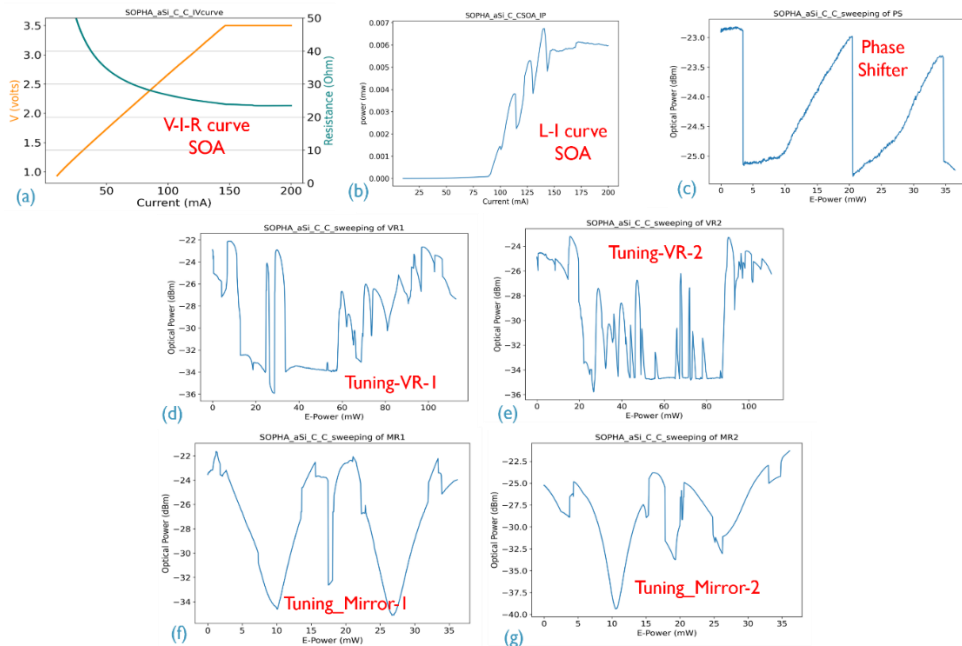 SOPHA_aSi_C_C_IVcurve
V (volts)
3.5
3.0
2.5
2.0
1.5
1.0
50
40
30
20
10
0
Resistance (Ohm)
V-I-R curve
SOA
50
100
150
200
Current (mA)
(a)
SOPHA_aSi_C_CSOA_IP
power (mw)
0.007
0.006
0.005
0.004
0.003
0.002
0.001
0.000
L-I curve
SOA
25
50
75
100
125
150
175
200
Current (mA)
(b)
SOPHA_aSi_C_C_sweeping of PS
Optical Power (dBm)
−23.0
−23.5
−24.0
−24.5
−25.0
Phase
Shifter
0
5
10
15
20
25
30
35
E-Power (mW)
(c)
SOPHA_aSi_C_C_sweeping of VR1
Optical Power (dBm)
−22
−24
−26
−28
−30
−32
−34
−36
Tuning-VR-1
0
20
40
60
80
100
E-Power (mW)
(d)
SOPHA_aSi_C_C_sweeping of VR2
Optical Power (dBm)
−24
−26
−28
−30
−32
−34
−36
Tuning-VR-2
0
20
40
60
80
100
E-Power (mW)
(e)
SOPHA_aSi_C_C_sweeping of MR1
Optical Power (dBm)
−22
−24
−26
−28
−30
−32
−34
Tuning_Mirror-1
0
5
10
15
20
25
30
35
E-Power (mW)
(f)
SOPHA_aSi_C_C_sweeping of MR2
Optical Power (dBm)
−22.5
−25.0
−27.5
−30.0
−32.5
−35.0
−37.5
−40.0
Tuning_Mirror-2
0
5
10
15
20
25
30
35
E-Power (mW)
(g)